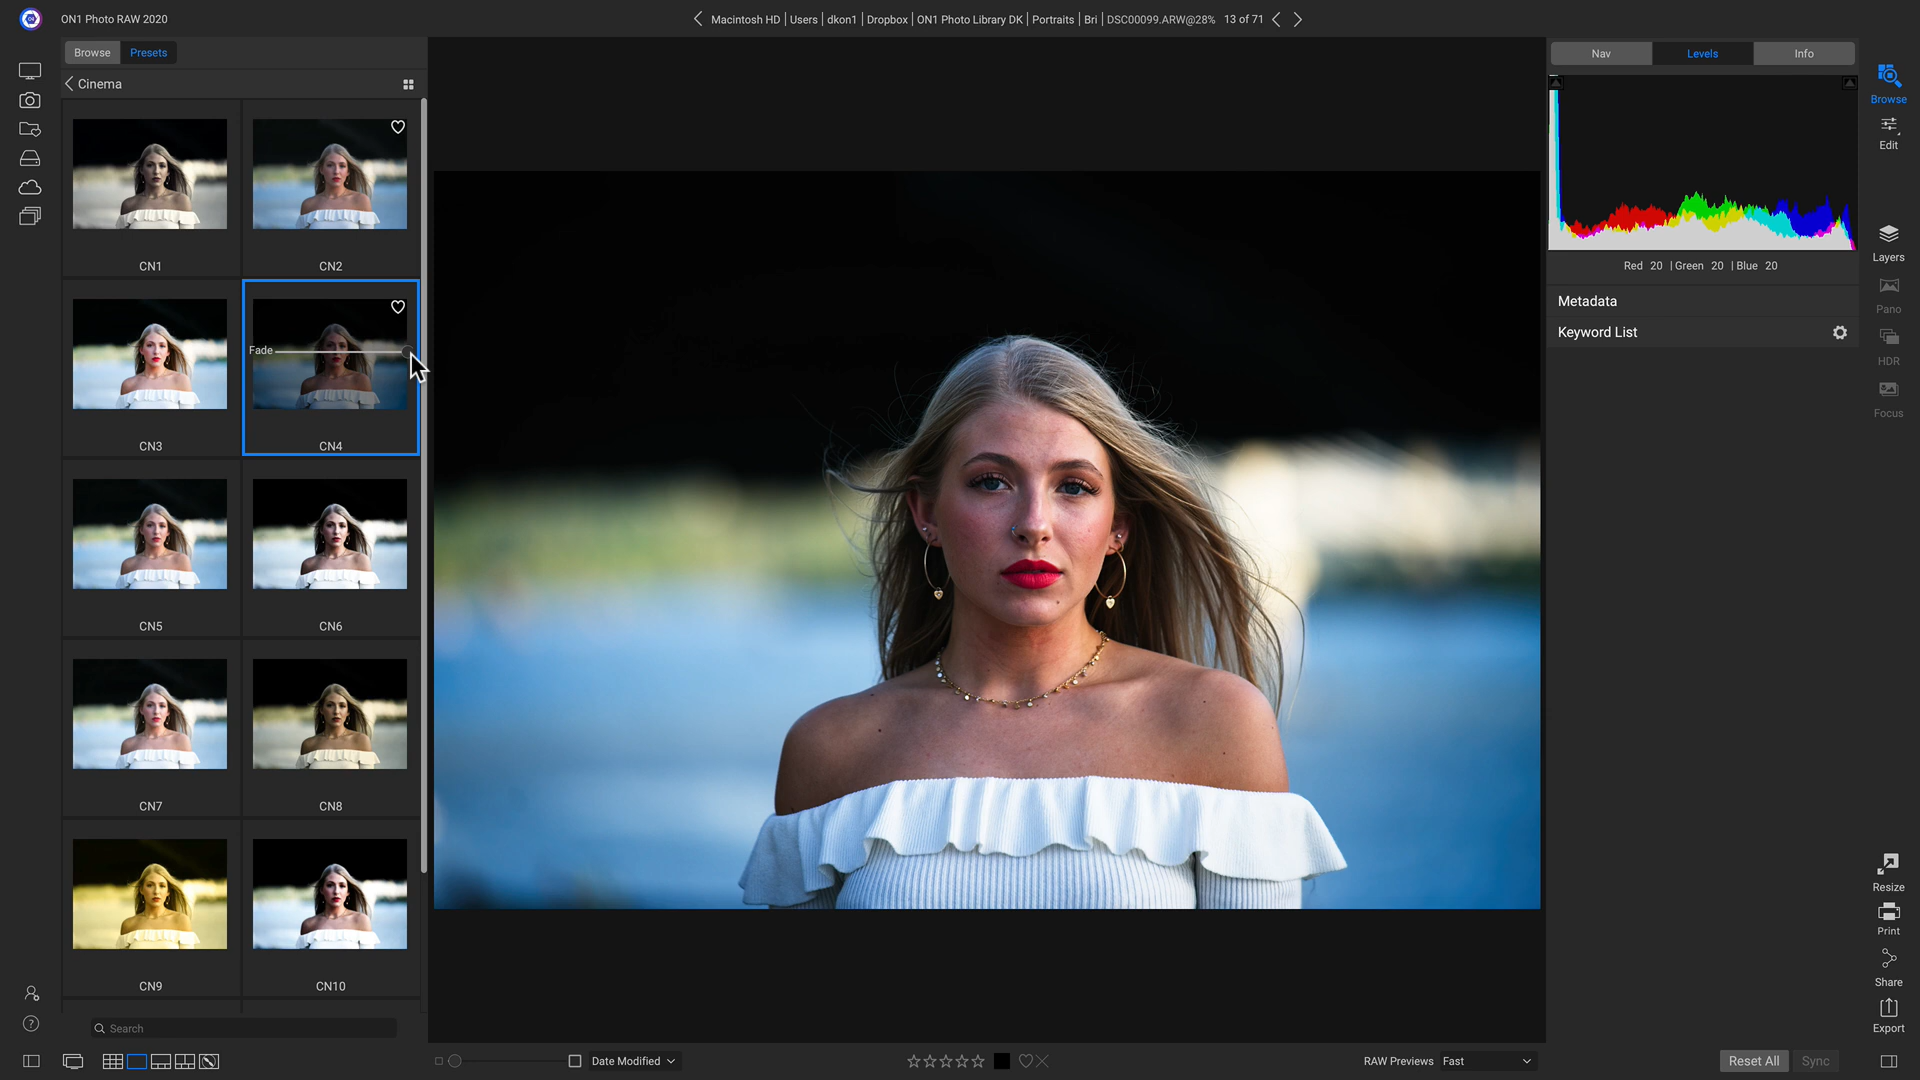 ON1 Photo RAW 2020
Macintosh HD | Users | dkon1 | Dropbox | ON1 Photo Library DK | Portraits | Bri | DSC00099.ARW@28% 13 of 71
Browse Presets
Nav Levels Info
Cinema
Browse
Edit
CN1 CN2
Red 20 | Green 20 | Blue 20
Layers
Metadata
Pano
Keyword List
Fade
HDR
Focus
CN3 CN4
CN5 CN6
CN7 CN8
Resize
Print
CN9 CN10
Share
Search
Export
Date Modified
RAW Previews Fast
Reset All Sync